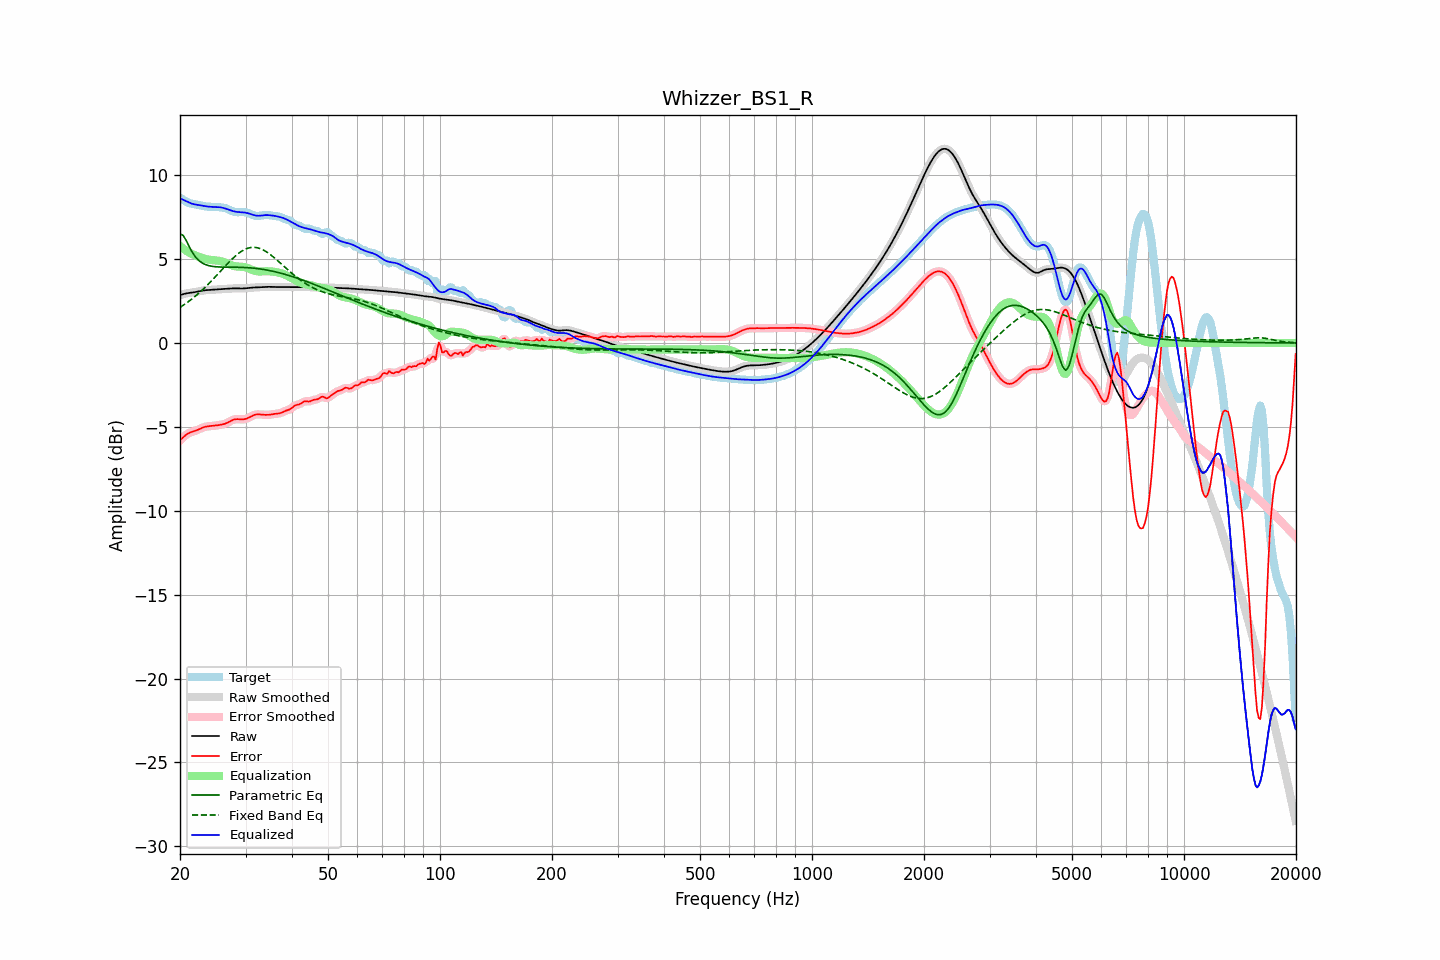 Whizzer_BS1_R
10
5
0
−5
−10
−15
−20
−25
−30
Amplitude (dBr)
Target
Raw Smoothed
Error Smoothed
Raw
Error
Equalization
Parametric Eq
Fixed Band Eq
Equalized
20 50 100 200 500 1000 2000 5000 10000 20000
Frequency (Hz)